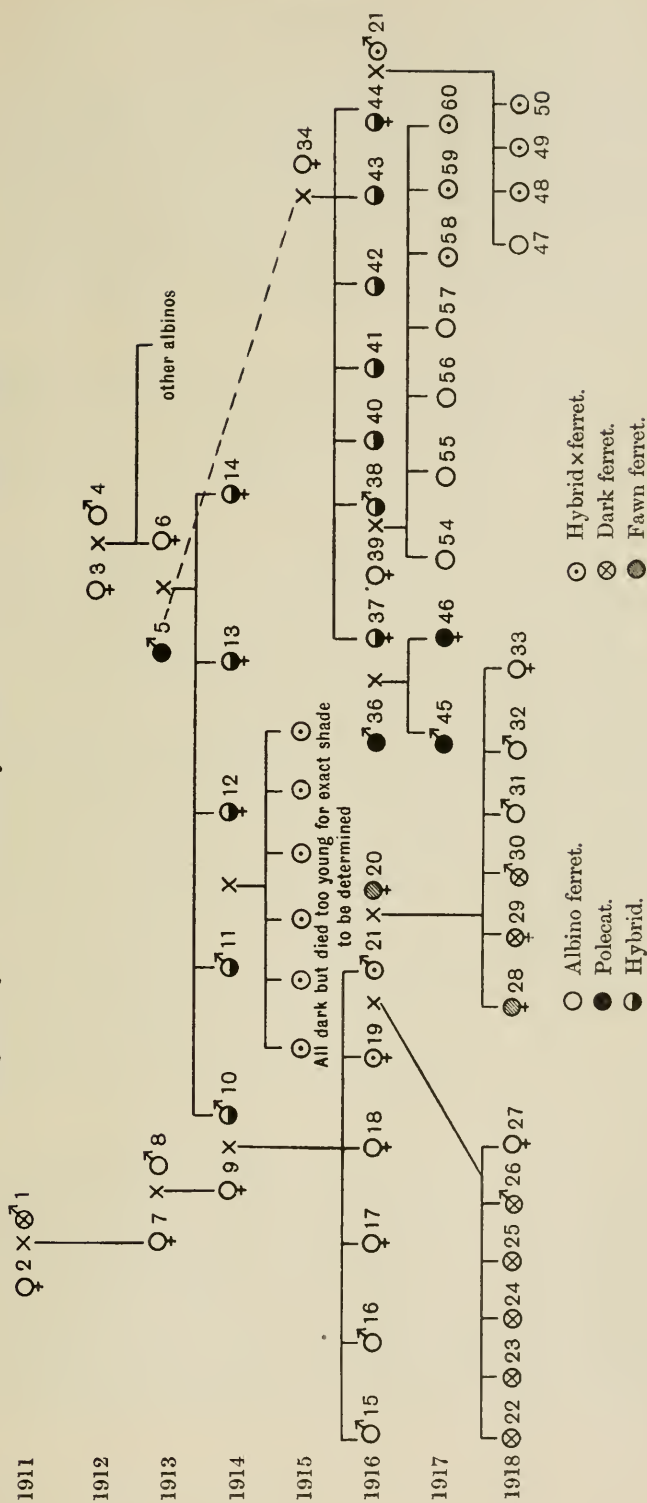 1911 2 × 1
1912 3 × 4
other albinos
1913 7 × 8 5 × 6
1914 9 × 10 11 × 12 13 14
1915 × 34
All dark but died too young for exact shade
to be determined
1916 15 16 17 18 19 × 21 × 20 36 × 37 39 × 38 40 41 42 43 44 × 21
1917 45 46 54 55 56 57 58 59 60
1918 22 23 24 25 26 27 28 29 30 31 32 33 47 48 49 50
Albino ferret.
Polecat.
Hybrid.
Hybrid × ferret.
Dark ferret.
Fawn ferret.